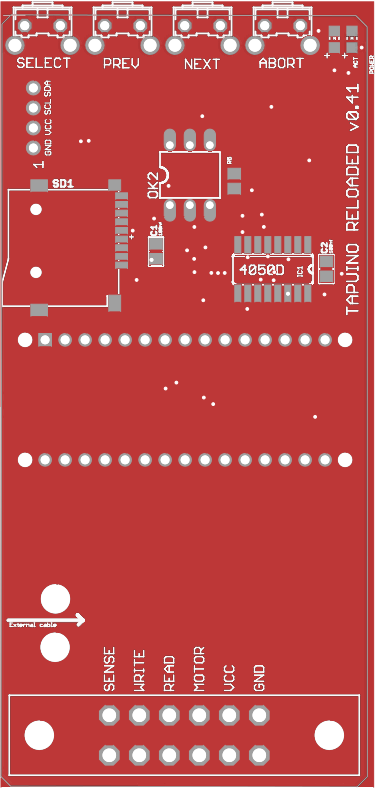 SELECT PREV NEXT ABORT
+ +
ACT
POWER
GND VCC SCL SDA
1
SD1
+
OK2
R5
C1
4050D
IC1
C2
TAPUINO RELOADED v0.41
External cable
SENSE
WRITE
READ
MOTOR
VCC
GND